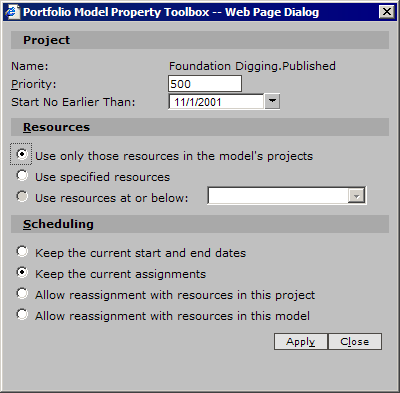 Portfolio Model Property Toolbox -- Web Page Dialog
Project
Name: Foundation Digging.Published
Priority: 500
Start No Earlier Than: 11/1/2001
Resources
Use only those resources in the model's projects
Use specified resources
Use resources at or below:
Scheduling
Keep the current start and end dates
Keep the current assignments
Allow reassignment with resources in this project
Allow reassignment with resources in this model
Apply Close